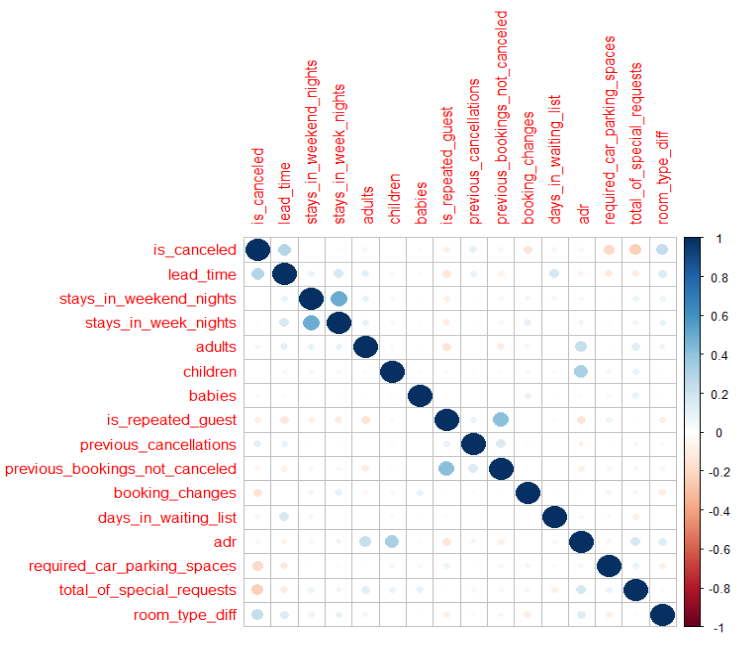 is_canceled
lead_time
stays_in_weekend_nights
stays_in_week_nights
adults
children
babies
is_repeated_guest
previous_cancellations
previous_bookings_not_canceled
booking_changes
days_in_waiting_list
adr
required_car_parking_spaces
total_of_special_requests
room_type_diff
is_canceled
lead_time
stays_in_weekend_nights
stays_in_week_nights
adults
children
babies
is_repeated_guest
previous_cancellations
previous_bookings_not_canceled
booking_changes
days_in_waiting_list
adr
required_car_parking_spaces
total_of_special_requests
room_type_diff
1
0.8
0.6
0.4
0.2
0
-0.2
-0.4
-0.6
-0.8
-1